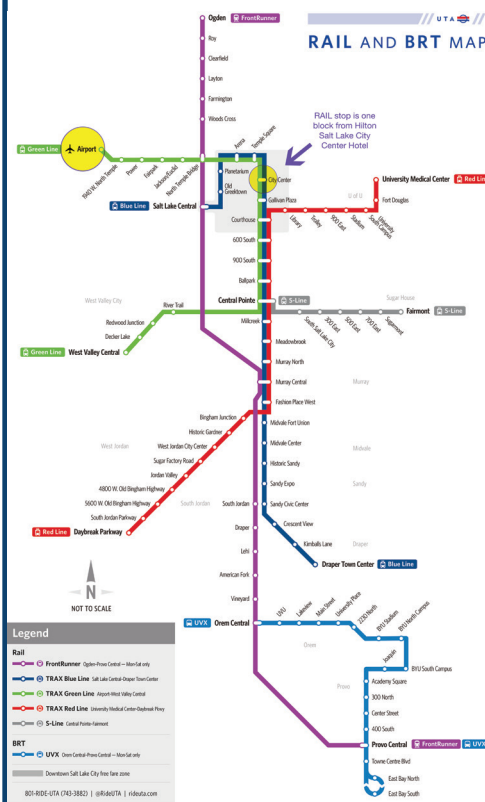 UTA
RAIL AND BRT MAP
Ogden
FrontRunner
Roy
Clearfield
Layton
Farmington
Woods Cross
RAIL stop is one
block from Hilton
Salt Lake City
Center Hotel
Green Line
Airport
1940 W. North Temple
Power
Fairpark
Jackson/Euclid
North Temple Bridge
Arena
Temple Square
Planetarium
Old
Greektown
City Center
Gallivan Plaza
Blue Line
Salt Lake Central
Courthouse
600 South
900 South
Ballpark
Library
Trolley
900 East
Stadium
University
South Campus
U of U
Fort Douglas
University Medical Center
Red Line
West Valley City
Central Pointe
S-Line
Sugar House
Fairmont
S-Line
South Salt Lake City
300 East
500 East
700 East
Sugarmont
River Trail
Redwood Junction
Decker Lake
Green Line
West Valley Central
Millcreek
Meadowbrook
Murray North
Murray Central
Murray
Fashion Place West
Bingham Junction
Historic Gardner
West Jordan
West Jordan City Center
Sugar Factory Road
Jordan Valley
4800 W. Old Bingham Highway
5600 W. Old Bingham Highway
South Jordan Parkway
South Jordan
Red Line
Daybreak Parkway
Midvale Fort Union
Midvale Center
Midvale
Historic Sandy
Sandy Expo
Sandy
Sandy Civic Center
Crescent View
Kimballs Lane
Draper
Draper Town Center
Blue Line
South Jordan
Draper
Lehi
American Fork
Vineyard
N
NOT TO SCALE
UVX
Orem Central
UVU
Lakeview
Main Street
University Place
2230 North
BYU Stadium
BYU North Campus
Orem
Joaquin
BYU South Campus
Provo
Academy Square
300 North
Center Street
400 South
Provo Central
FrontRunner
UVX
Towne Centre Blvd
East Bay North
East Bay South
Legend
Rail
FrontRunner Ogden-Provo Central — Mon-Sat only
TRAX Blue Line Salt Lake Central-Draper Town Center
TRAX Green Line Airport-West Valley Central
TRAX Red Line University Medical Center-Daybreak Pkwy
S-Line Central Pointe-Fairmont
BRT
UVX Orem Central-Provo Central — Mon-Sat only
Downtown Salt Lake City free fare zone
801-RIDE-UTA (743-3882) | @RideUTA | rideuta.com